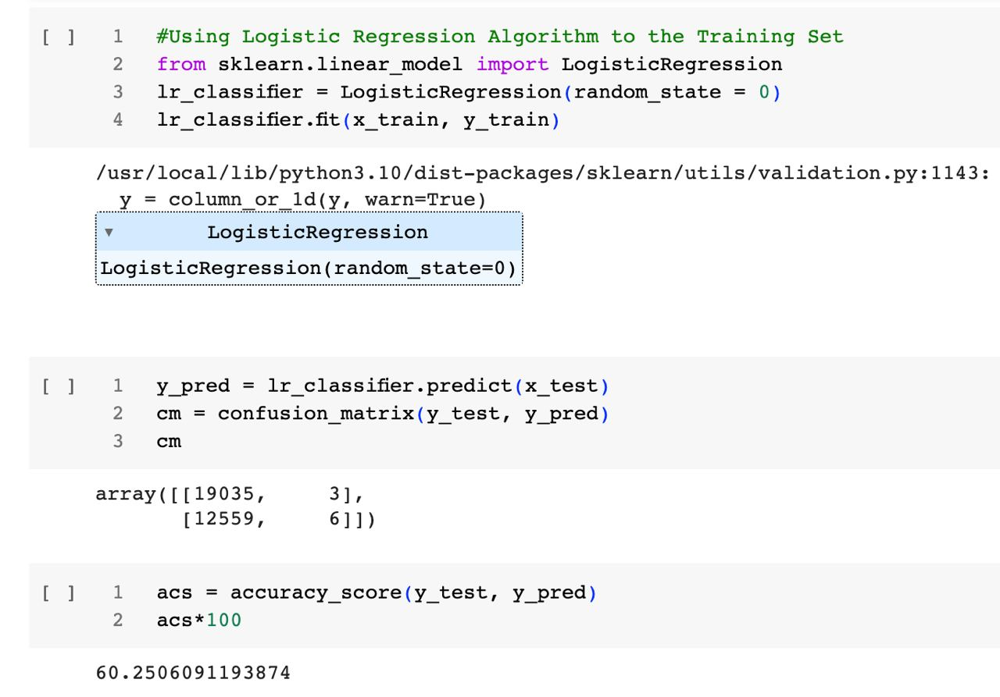 [ ] 1 #Using Logistic Regression Algorithm to the Training Set
2 from sklearn.linear_model import LogisticRegression
3 lr_classifier = LogisticRegression(random_state = 0)
4 lr_classifier.fit(x_train, y_train)
/usr/local/lib/python3.10/dist-packages/sklearn/utils/validation.py:1143:
y = column_or_1d(y, warn=True)
▼ LogisticRegression
LogisticRegression(random_state=0)
[ ] 1 y_pred = lr_classifier.predict(x_test)
2 cm = confusion_matrix(y_test, y_pred)
3 cm
array([[19035, 3],
[12559, 6]])
[ ] 1 acs = accuracy_score(y_test, y_pred)
2 acs*100
60.2506091193874